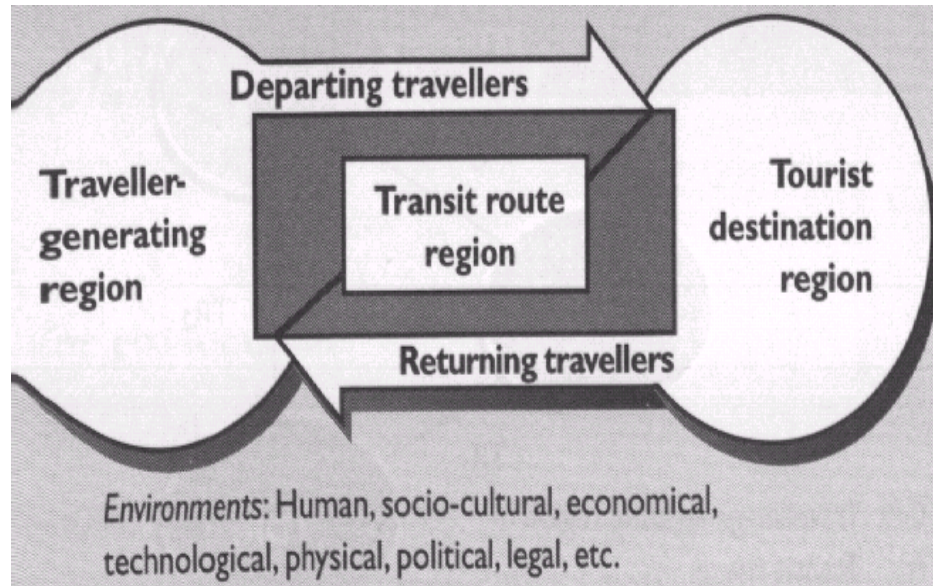 Departing travellers
Traveller-
generating
region
Transit route
region
Tourist
destination
region
Returning travellers
Environments: Human, socio-cultural, economical,
technological, physical, political, legal, etc.